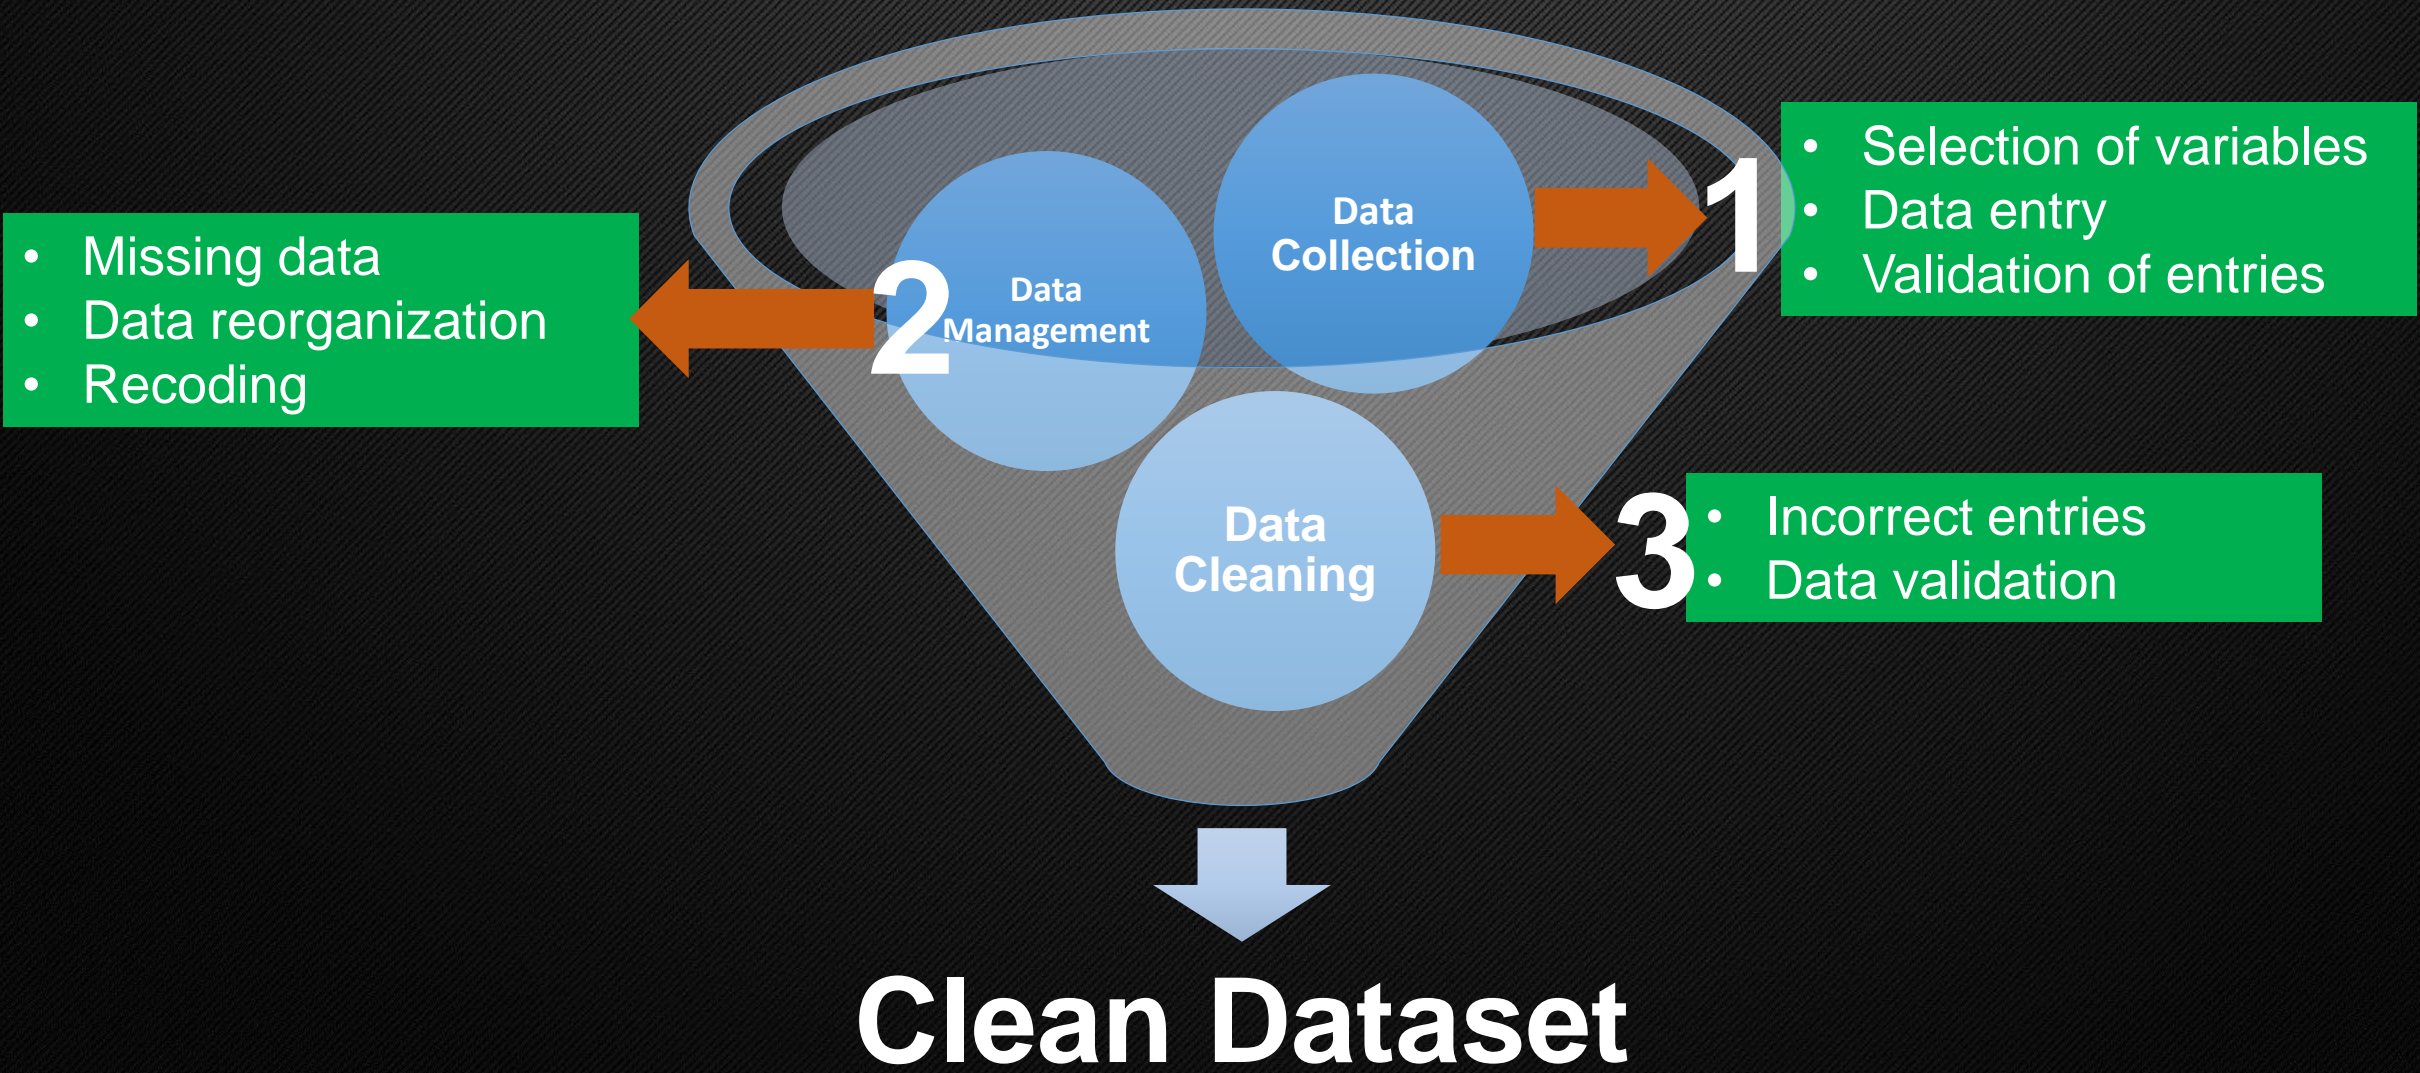 Data
Collection
1
• Selection of variables
• Data entry
• Validation of entries
Data
Management
2
• Missing data
• Data reorganization
• Recoding
Data
Cleaning
3
• Incorrect entries
• Data validation
Clean Dataset